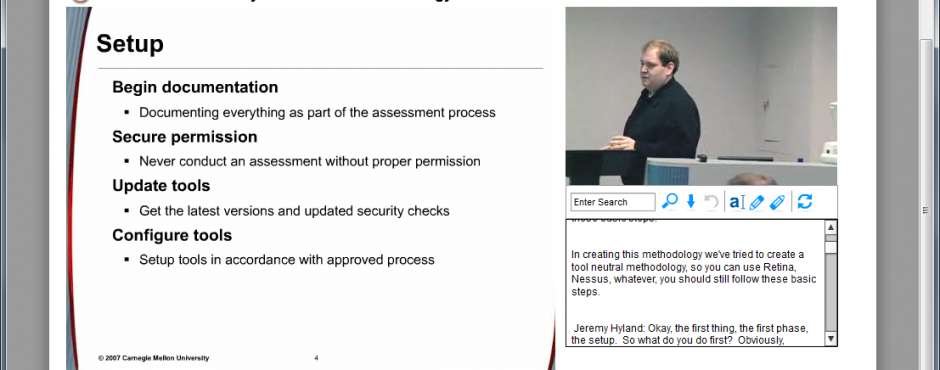 Setup
Begin documentation
▪ Documenting everything as part of the assessment process
Secure permission
▪ Never conduct an assessment without proper permission
Update tools
▪ Get the latest versions and updated security checks
Configure tools
▪ Setup tools in accordance with approved process
© 2007 Carnegie Mellon University
4
Enter Search
a
these basic steps.
In creating this methodology we've tried to create a
tool neutral methodology, so you can use Retina,
Nessus, whatever, you should still follow these basic
steps.
Jeremy Hyland: Okay, the first thing, the first phase,
the setup. So what do you do first? Obviously,